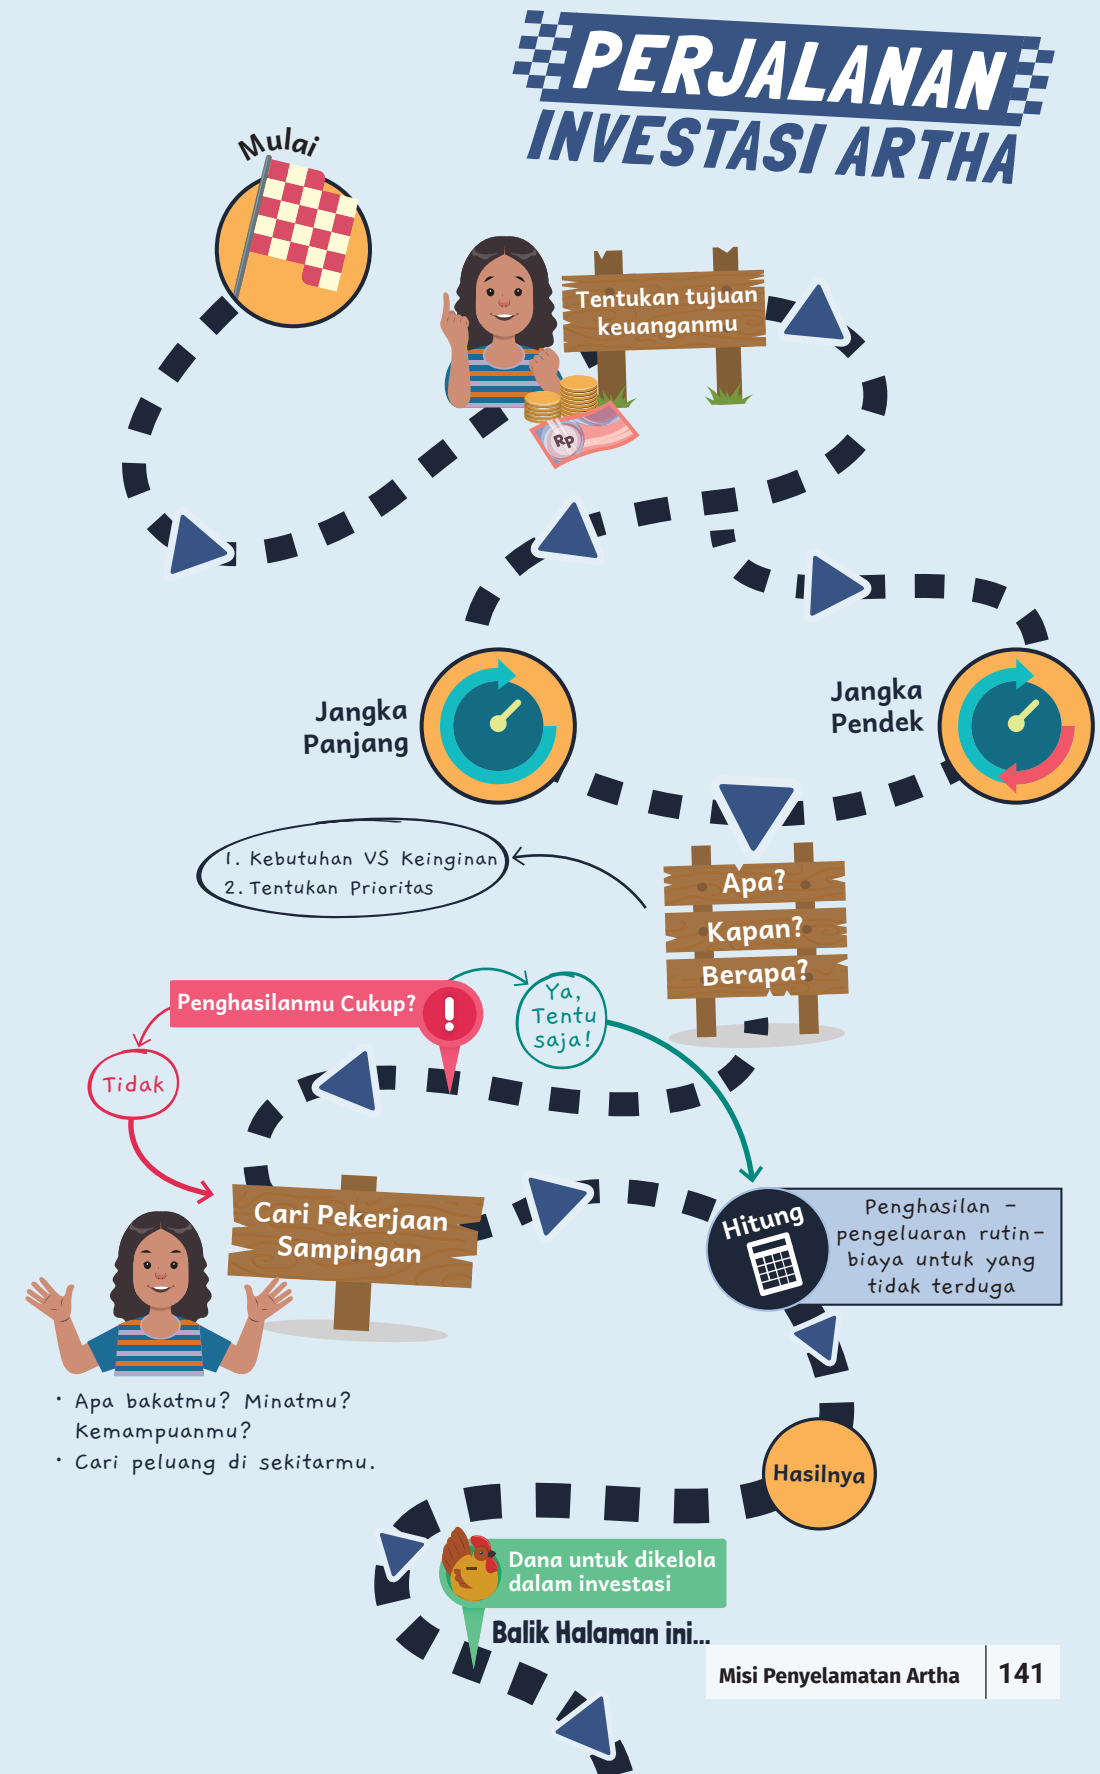 PERJALANAN
INVESTASI ARTHA
Mulai
Tentukan tujuan
keuanganmu
Rp
Jangka
Panjang
Jangka
Pendek
1. Kebutuhan VS Keinginan
2. Tentukan Prioritas
Apa?
Kapan?
Berapa?
Penghasilanmu Cukup?
!
Ya,
Tentu
saja!
Tidak
Cari Pekerjaan
Sampingan
Hitung
Penghasilan -
pengeluaran rutin-
biaya untuk yang
tidak terduga
• Apa bakatmu? Minatmu?
Kemampuanmu?
• Cari peluang di sekitarmu.
Hasilnya
Dana untuk dikelola
dalam investasi
Balik Halaman ini...
Misi Penyelamatan Artha | 141